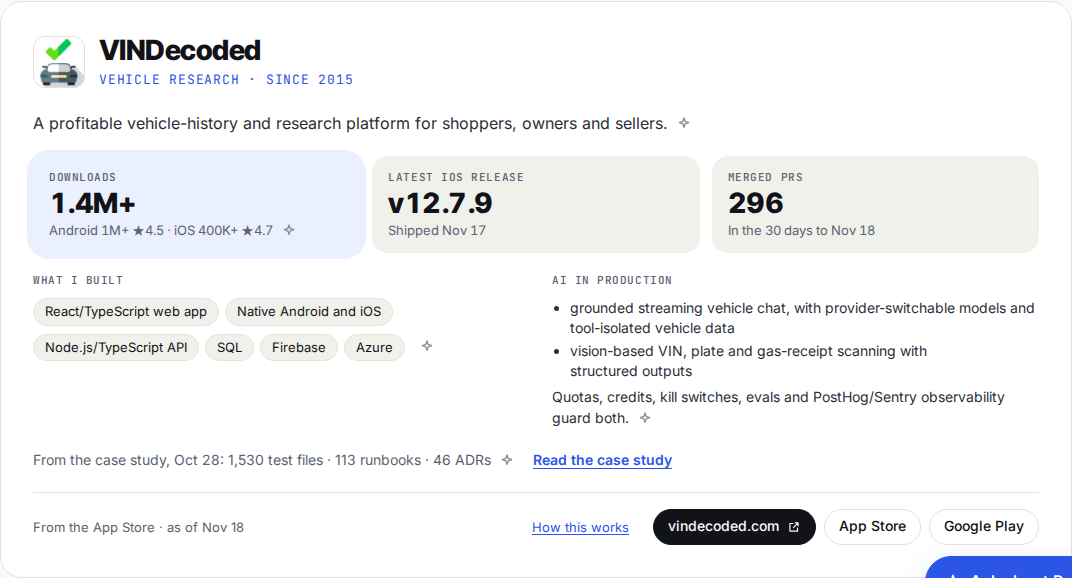 VINDecoded
VEHICLE RESEARCH · SINCE 2015
A profitable vehicle-history and research platform for shoppers, owners and sellers.
DOWNLOADS
1.4M+
Android 1M+ ★4.5 · iOS 400K+ ★4.7
LATEST IOS RELEASE
v12.7.9
Shipped Nov 17
MERGED PRS
296
In the 30 days to Nov 18
WHAT I BUILT
React/TypeScript web app
Native Android and iOS
Node.js/TypeScript API
SQL
Firebase
Azure
AI IN PRODUCTION
• grounded streaming vehicle chat, with provider-switchable models and
tool-isolated vehicle data
• vision-based VIN, plate and gas-receipt scanning with
structured outputs
Quotas, credits, kill switches, evals and PostHog/Sentry observability
guard both.
From the case study, Oct 28: 1,530 test files · 113 runbooks · 46 ADRs
Read the case study
From the App Store · as of Nov 18
How this works
vindecoded.com
App Store
Google Play